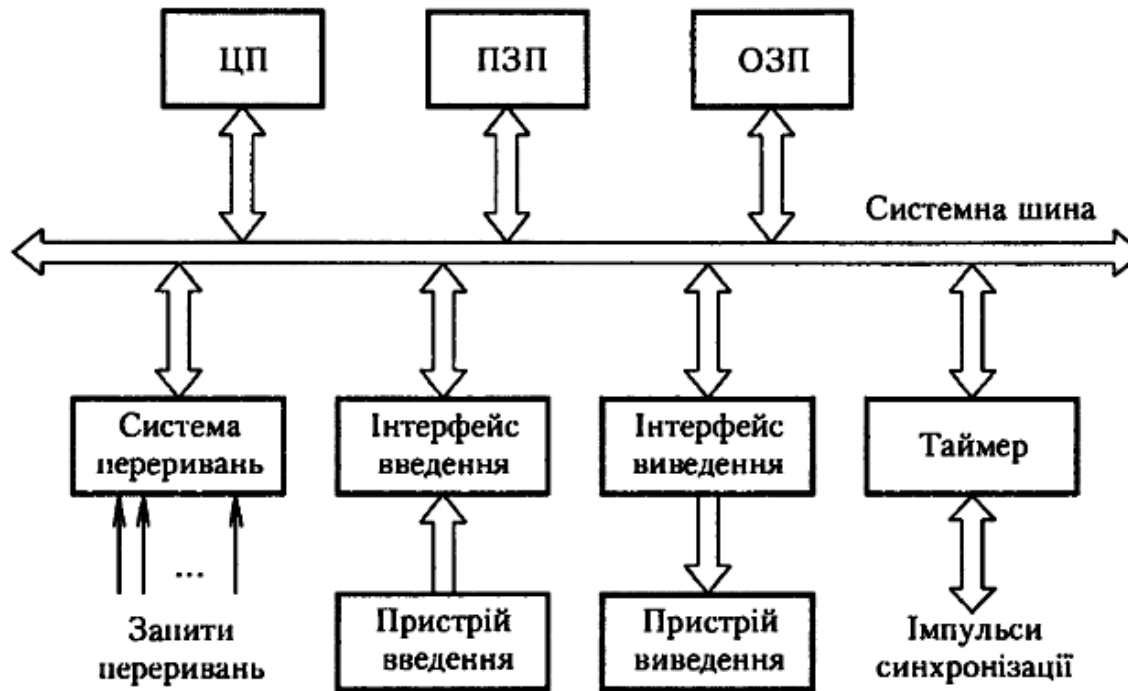 ЦП
ПЗП
ОЗП
Системна шина
Система
переривань
Інтерфейс
введення
Інтерфейс
виведення
Таймер
...
Запити
переривань
Пристрій
введення
Пристрій
виведення
Імпульси
синхронізації